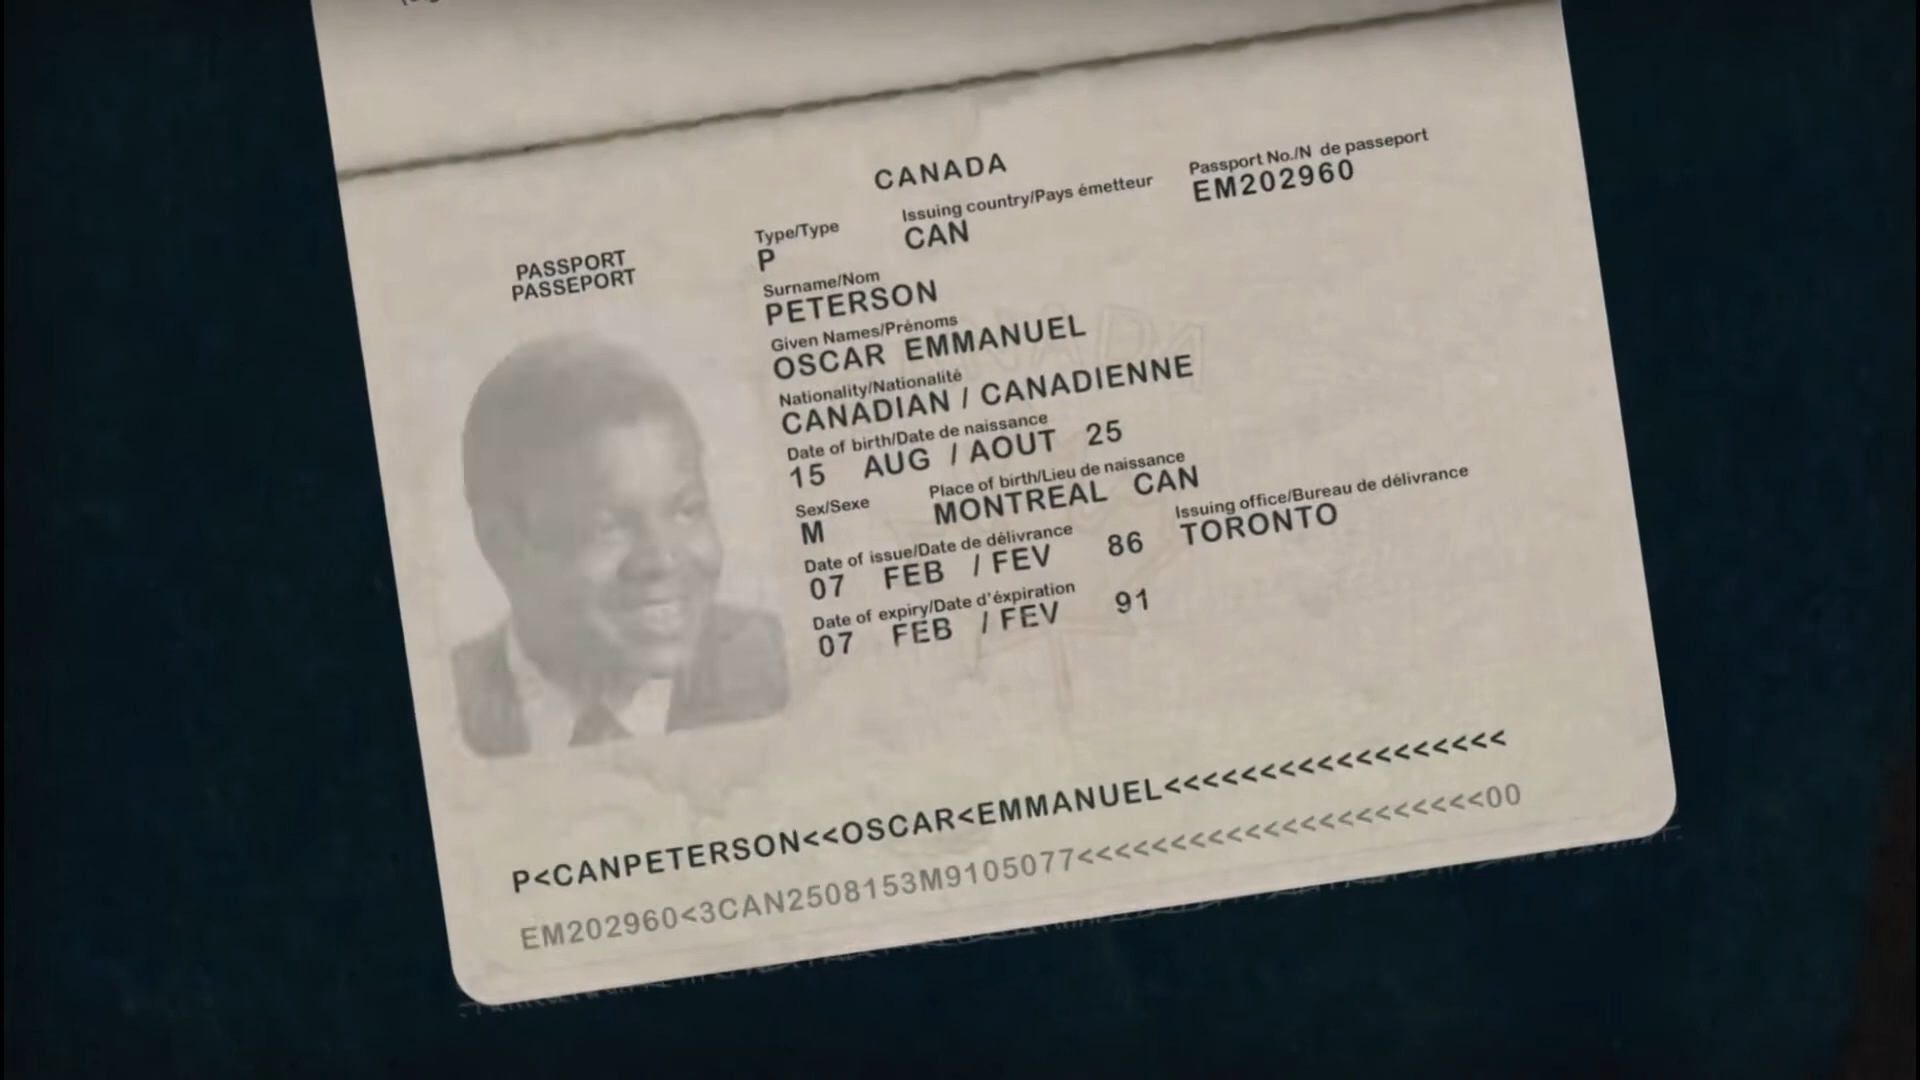 CANADA
Passport No./N de passeport
EM202960
Type/Type
P
Issuing country/Pays émetteur
CAN
PASSPORT
PASSEPORT
Surname/Nom
PETERSON
Given Names/Prénoms
OSCAR EMMANUEL
Nationality/Nationalité
CANADIAN / CANADIENNE
Date of birth/Date de naissance
15 AUG / AOUT 25
Sex/Sexe
M
Place of birth/Lieu de naissance
MONTREAL CAN
Date of issue/Date de délivrance
07 FEB / FEV 86
Issuing office/Bureau de délivrance
TORONTO
Date of expiry/Date d'éxpiration
07 FEB / FEV 91
P<CANPETERSON<<OSCAR<EMMANUEL<<<<<<<<<<<<<<<<<<
EM202960<3CAN2508153M9105077<<<<<<<<<<<<<<<<<<<<<00